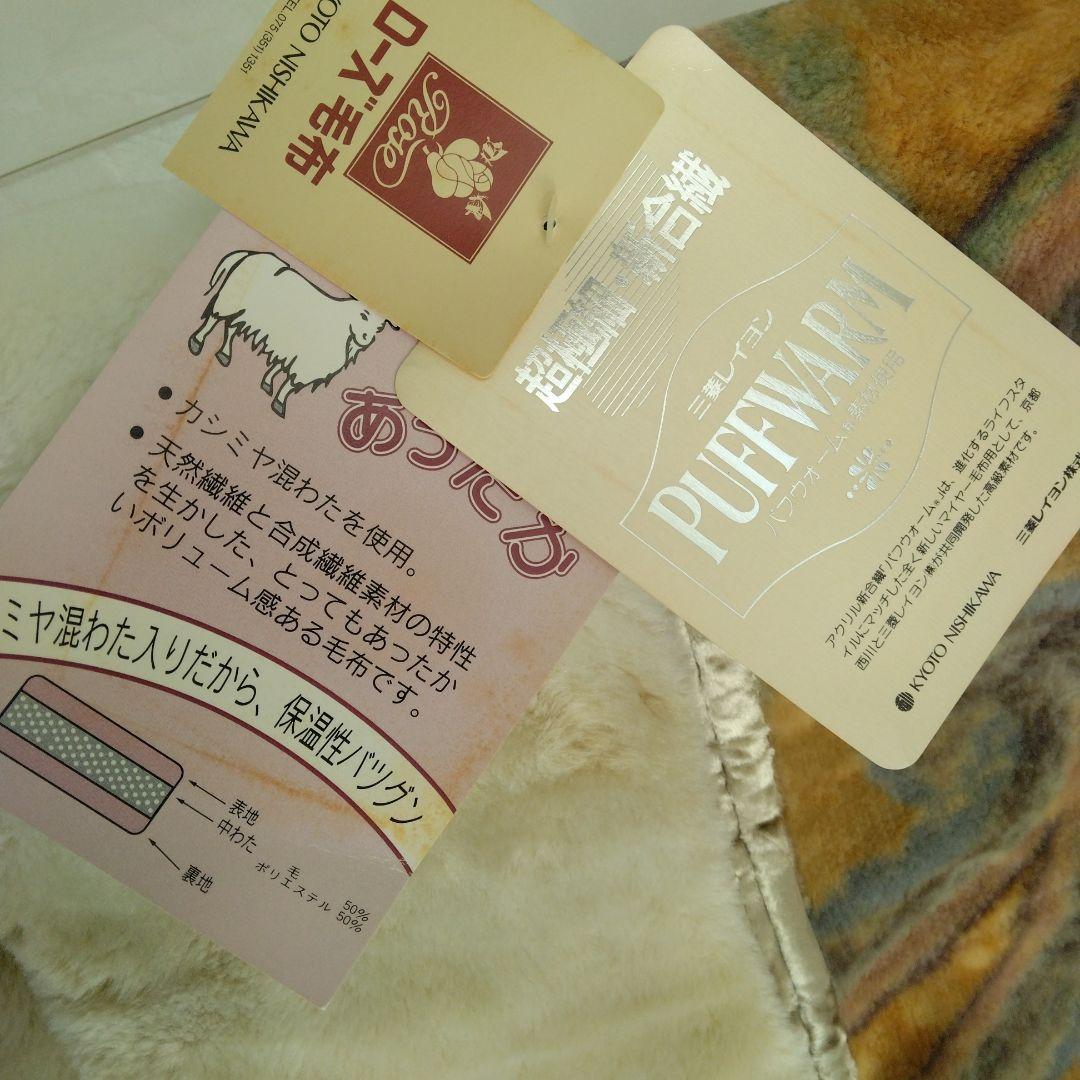 TEL.075(351)1351
KYOTO NISHIKAWA
ローズ毛布
Rose
超極細。新合繊
三菱レイヨン
PUFFWARM
パフウォーム®素材使用
アクリル新合繊「パフウォーム®」は、進化するライフスタ
イルにマッチした全く新しいマイヤー毛布用として、京都
西川と三菱レイヨン㈱が共同開発した高級素材です。
三菱レイヨン株式
KYOTO NISHIKAWA
あったか
●カシミヤ混わたを使用。
●天然繊維と合成繊維素材の特性
を生かした、とってもあったか
いボリューム感ある毛布です。
ミヤ混わた入りだから、保温性バツグン
表地
中わた
毛 50%
ポリエステル 50%
裏地